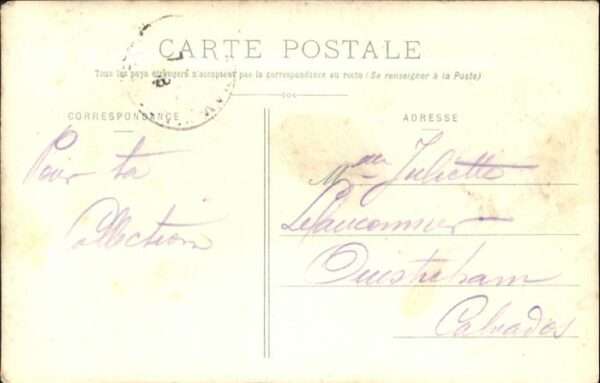 CARTE POSTALE
Tous les pays étrangers n'acceptent pas la correspondance au recto (Se renseigner à la Poste)
CORRESPONDANCE
ADRESSE
Pour ta
Collection
Melle Juliette
Lefauconnier
Ouistreham
Calvados